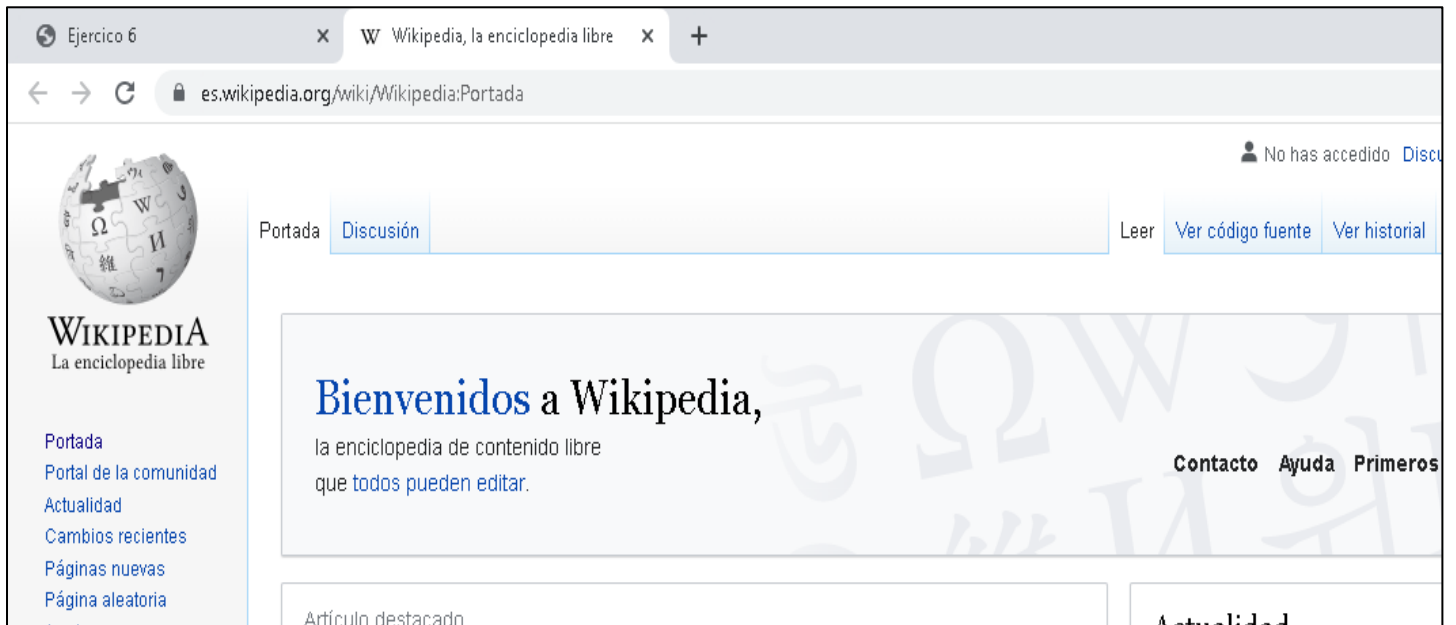 Ejercico 6
Wikipedia, la enciclopedia libre
es.wikipedia.org/wiki/Wikipedia:Portada
No has accedido Discu
Portada Discusión Leer Ver código fuente Ver historial
WIKIPEDIA
La enciclopedia libre
Bienvenidos a Wikipedia,
la enciclopedia de contenido libre
que todos pueden editar.
Contacto Ayuda Primeros
Portada
Portal de la comunidad
Actualidad
Cambios recientes
Páginas nuevas
Página aleatoria
Artículo destacado
Actualidad